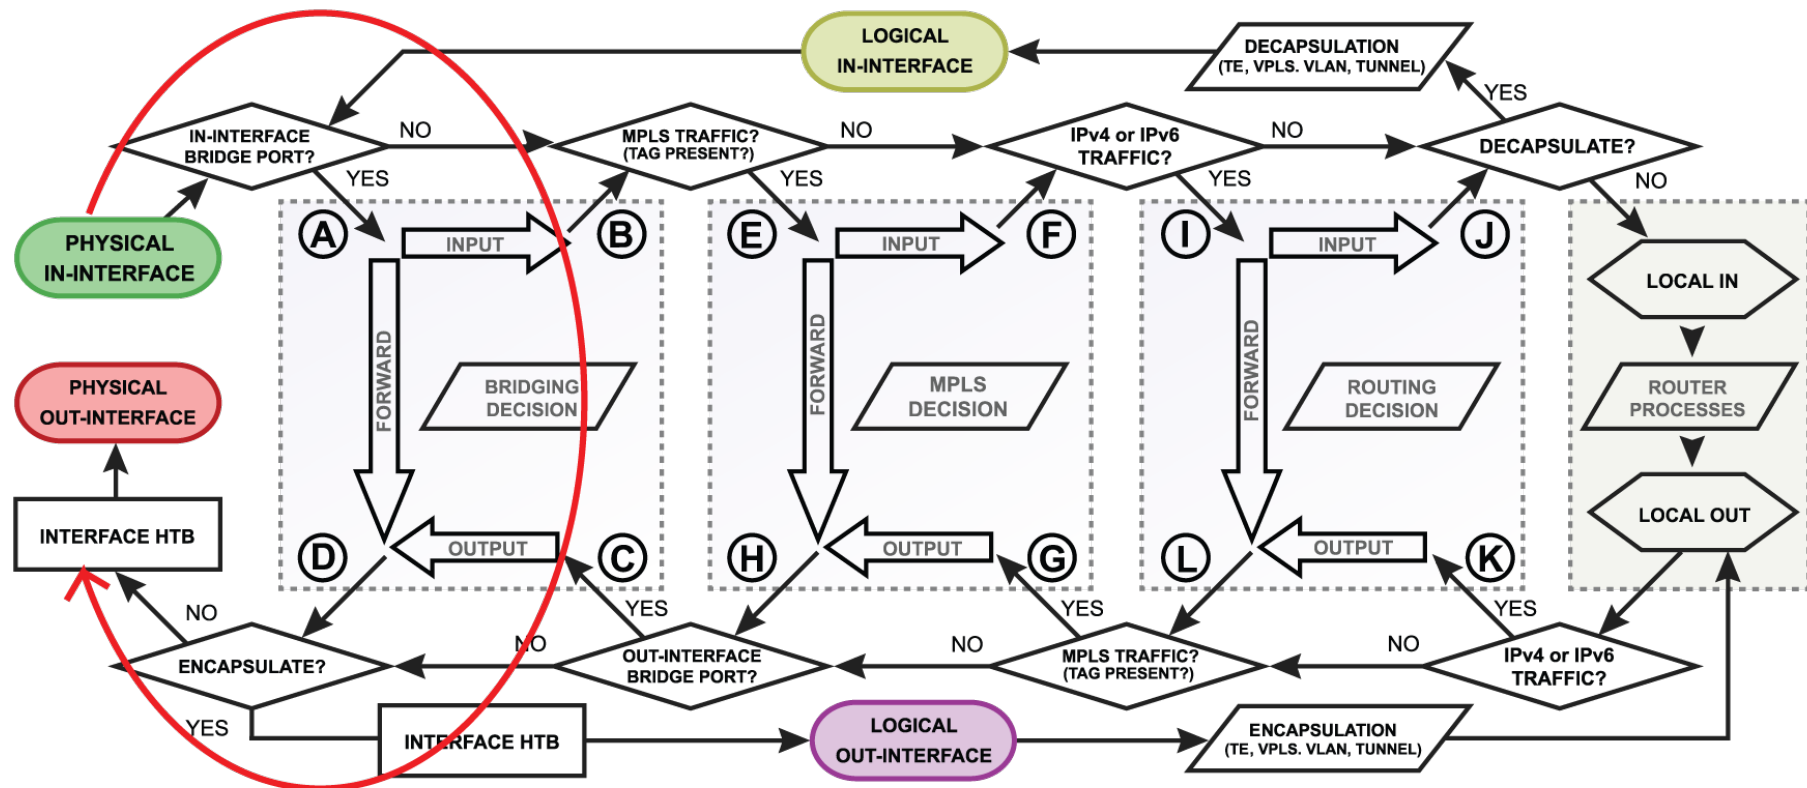 LOGICAL
IN-INTERFACE
DECAPSULATION
(TE, VPLS. VLAN, TUNNEL)
YES
IN-INTERFACE
BRIDGE PORT?
NO
MPLS TRAFFIC?
(TAG PRESENT?)
NO
IPv4 or IPv6
TRAFFIC?
NO
DECAPSULATE?
YES
YES
YES
NO
PHYSICAL
IN-INTERFACE
A
INPUT
B
E
INPUT
F
I
INPUT
J
LOCAL IN
FORWARD
FORWARD
FORWARD
PHYSICAL
OUT-INTERFACE
BRIDGING
DECISION
MPLS
DECISION
ROUTING
DECISION
ROUTER
PROCESSES
INTERFACE HTB
LOCAL OUT
D
OUTPUT
C
H
OUTPUT
G
L
OUTPUT
K
NO
YES
YES
YES
ENCAPSULATE?
NO
OUT-INTERFACE
BRIDGE PORT?
NO
MPLS TRAFFIC?
(TAG PRESENT?)
NO
IPv4 or IPv6
TRAFFIC?
YES
INTERFACE HTB
LOGICAL
OUT-INTERFACE
ENCAPSULATION
(TE, VPLS. VLAN, TUNNEL)